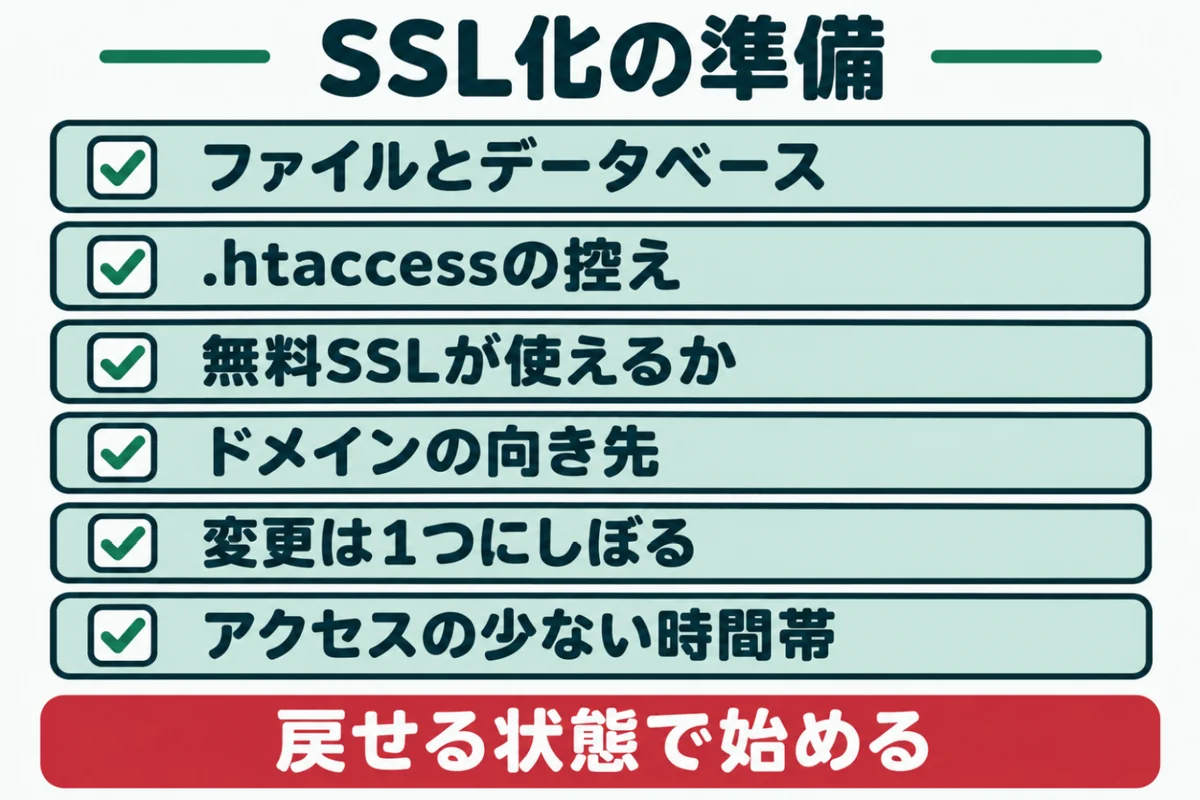 SSL化の準備
ファイルとデータベース
.htaccessの控え
無料SSLが使えるか
ドメインの向き先
変更は1つにしぼる
アクセスの少ない時間帯
戻せる状態で始める